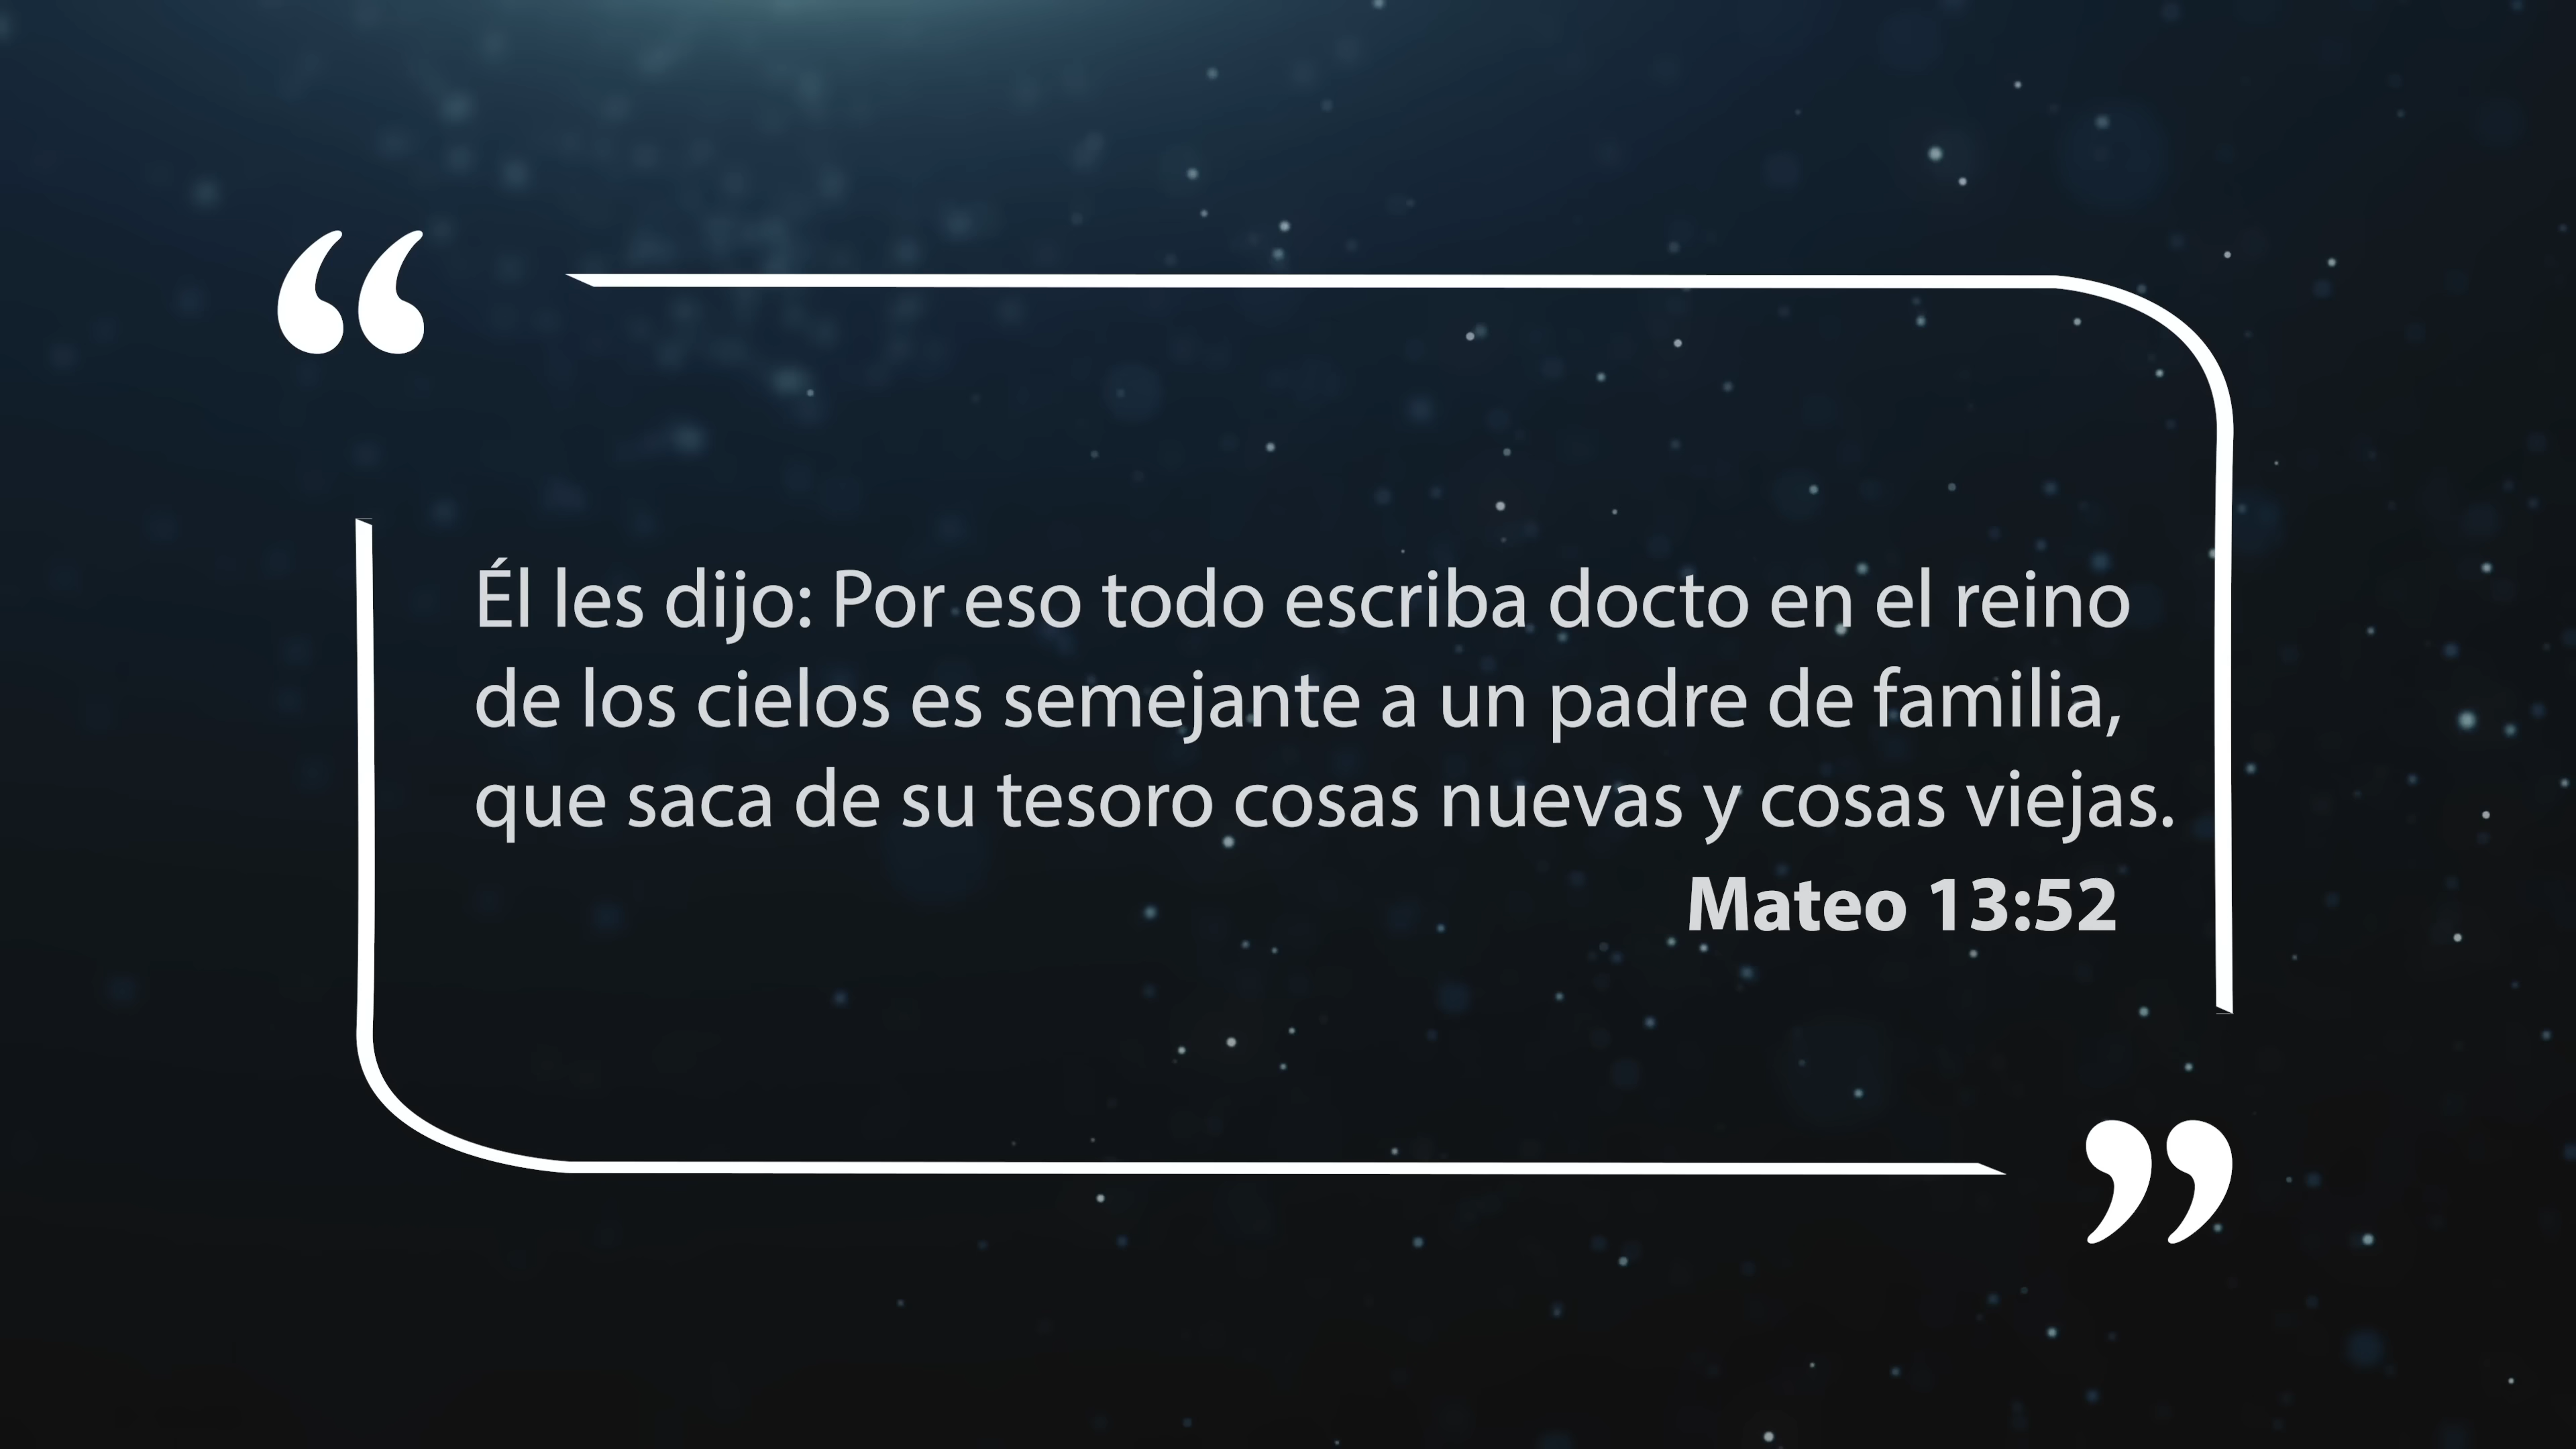 “
Él les dijo: Por eso todo escriba docto en el reino
de los cielos es semejante a un padre de familia,
que saca de su tesoro cosas nuevas y cosas viejas.
Mateo 13:52
”